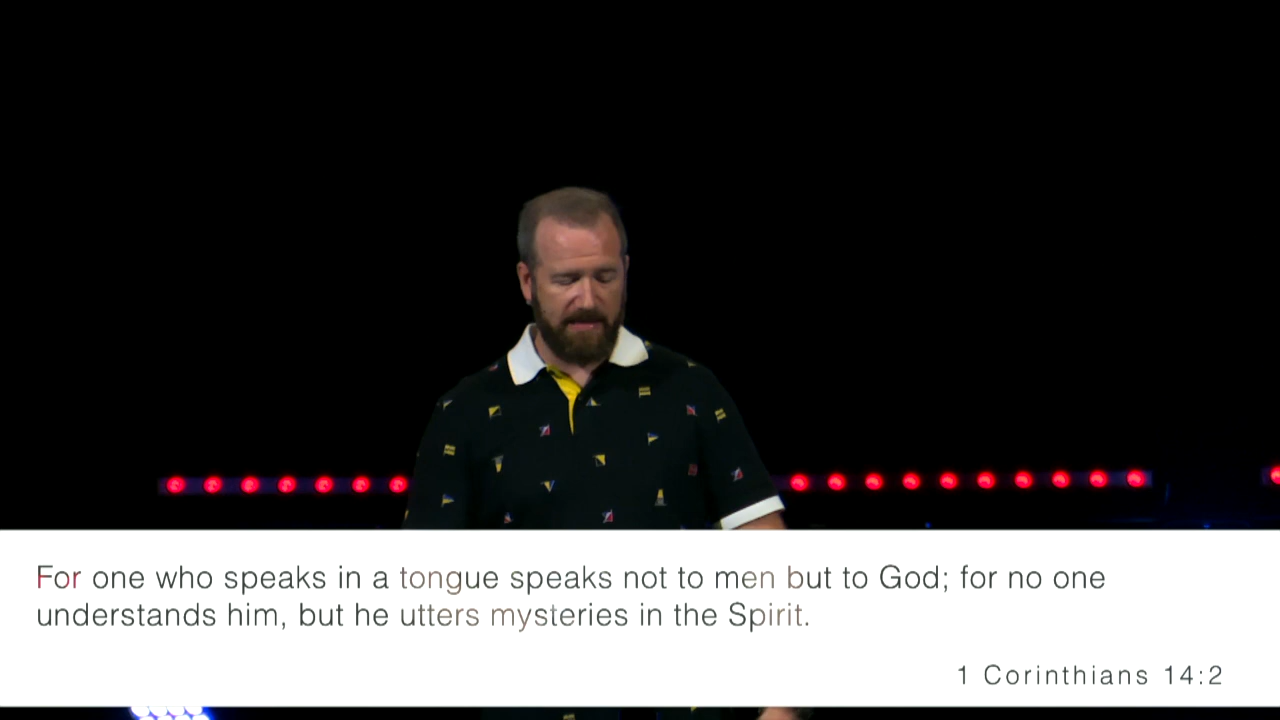 For one who speaks in a tongue speaks not to men but to God; for no one
understands him, but he utters mysteries in the Spirit.
1 Corinthians 14:2